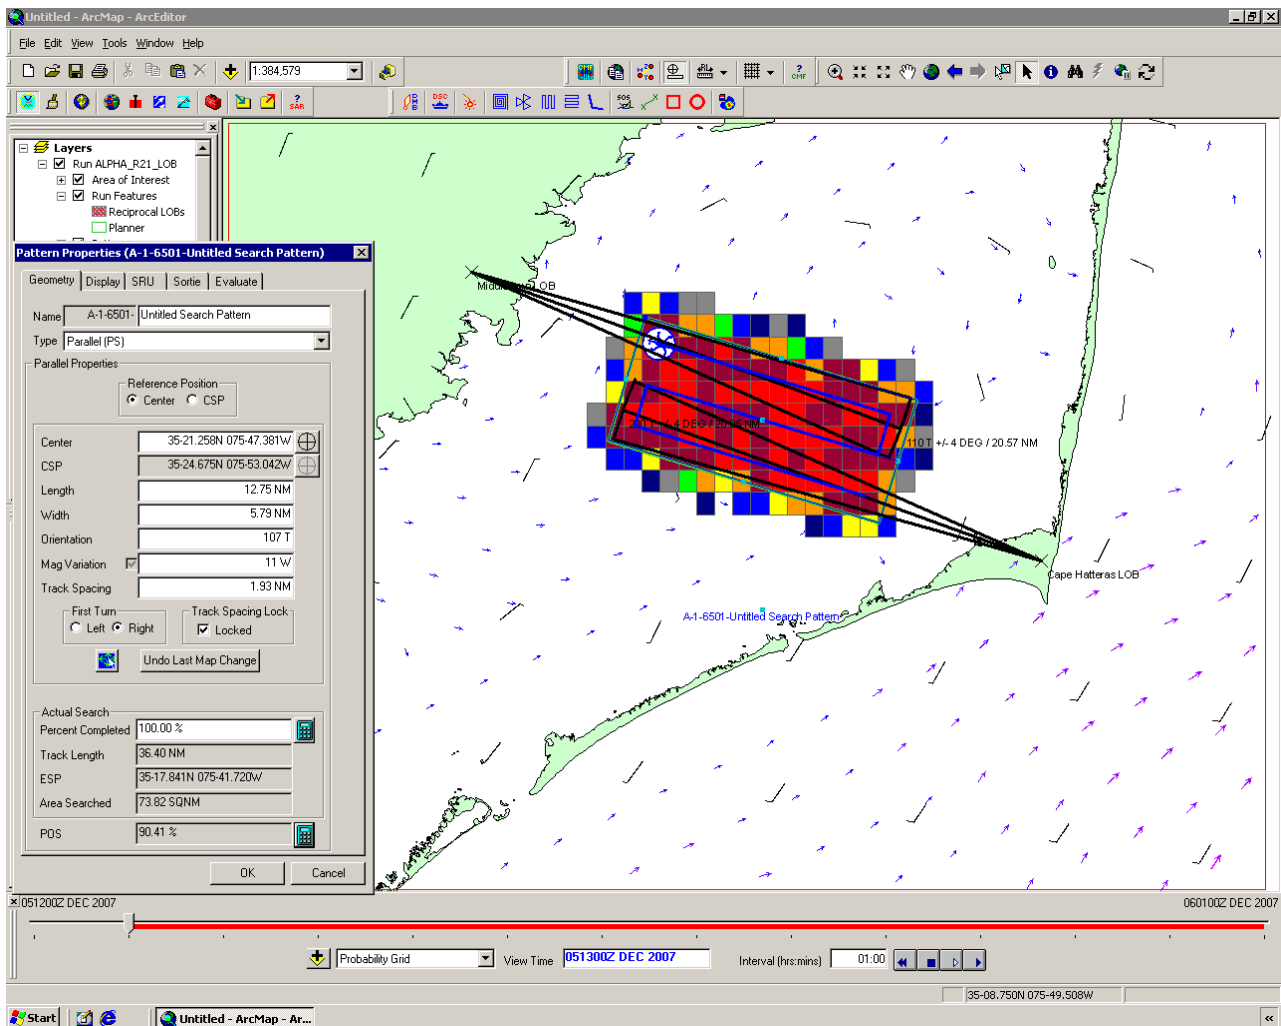 Untitled - ArcMap - ArcEditor
File Edit View Tools Window Help
1:384,579
Layers
Run ALPHA_R21_LOB
Area of Interest
Run Features
Reciprocal LOBs
Planner
Pattern Properties (A-1-6501-Untitled Search Pattern)
Geometry Display SRU Sortie Evaluate
Name A-1-6501- Untitled Search Pattern
Type Parallel (PS)
Parallel Properties
Reference Position
Center CSP
Center 35-21.258N 075-47.381W
CSP 35-24.675N 075-53.042W
Length 12.75 NM
Width 5.79 NM
Orientation 107 T
Mag Variation 11 W
Track Spacing 1.93 NM
First Turn Track Spacing Lock
Left Right Locked
Undo Last Map Change
Actual Search
Percent Completed 100.00 %
Track Length 36.40 NM
ESP 35-17.841N 075-41.720W
Area Searched 73.82 SQNM
POS 90.41 %
OK Cancel
LOB
+/- 4 DEG /
110 T +/- 4 DEG / 20.57 NM
Cape Hatteras LOB
A-1-6501-Untitled Search Pattern
051200Z DEC 2007 060100Z DEC 2007
Probability Grid View Time 051300Z DEC 2007 Interval (hrs:mins) 01:00
35-08.750N 075-49.508W
Start Untitled - ArcMap - Ar...